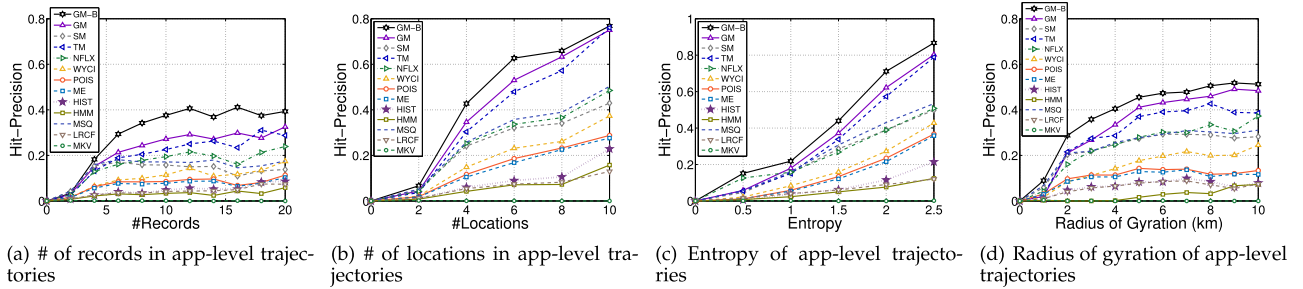 Hit−Precision
0.8
0.6
0.4
0.2
0
0
5
10
15
20
#Records
GM−B
GM
SM
TM
NFLX
WYCI
POIS
ME
HIST
HMM
MSQ
LRCF
MKV
(a) # of records in app-level trajec-
tories
Hit−Precision
0.8
0.6
0.4
0.2
0
0
2
4
6
8
10
#Locations
GM−B
GM
SM
TM
NFLX
WYCI
POIS
ME
HIST
HMM
MSQ
LRCF
MKV
(b) # of locations in app-level tra-
jectories
Hit−Precision
1
0.8
0.6
0.4
0.2
0
0
0.5
1
1.5
2
2.5
Entropy
GM−B
GM
SM
TM
NFLX
WYCI
POIS
ME
HIST
HMM
MSQ
LRCF
MKV
(c) Entropy of app-level trajecto-
ries
Hit−Precision
0.8
0.6
0.4
0.2
0
0
2
4
6
8
10
Radius of Gyration (km)
GM−B
GM
SM
TM
NFLX
WYCI
POIS
ME
HIST
HMM
MSQ
LRCF
MKV
(d) Radius of gyration of app-level
trajectories